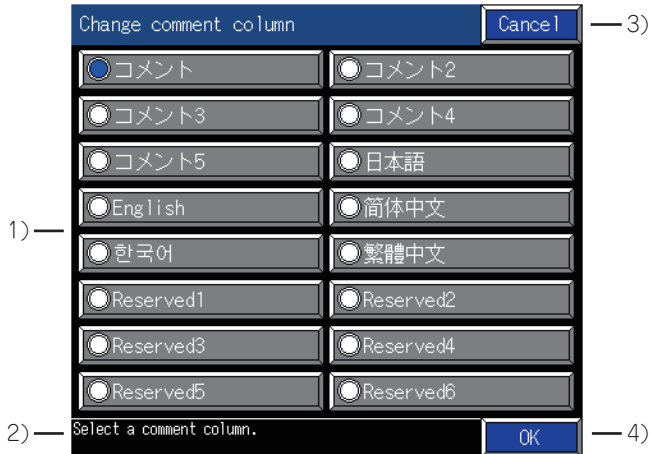 Change comment column Cancel 3)
コメント コメント2
コメント3 コメント4
コメント5 日本語
English 简体中文
1)
한국어 繁體中文
Reserved1 Reserved2
Reserved3 Reserved4
Reserved5 Reserved6
2) Select a comment column. OK 4)